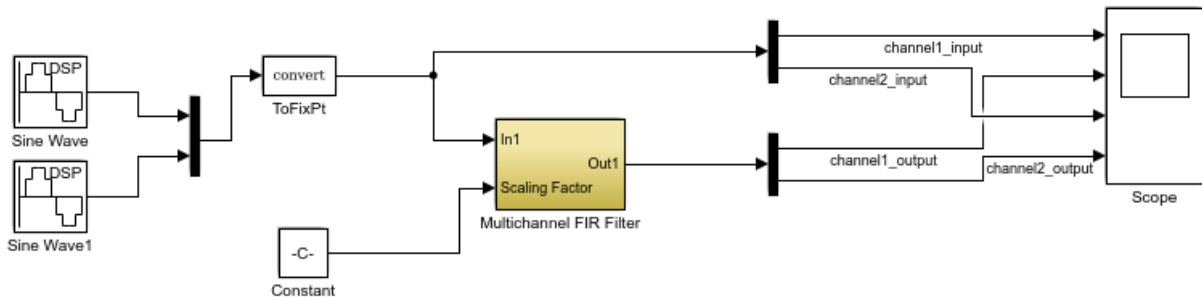 DSP
Sine Wave
DSP
Sine Wave1
convert
ToFixPt
-C-
Constant
In1
Out1
Scaling Factor
Multichannel FIR Filter
channel1_input
channel2_input
channel1_output
channel2_output
Scope